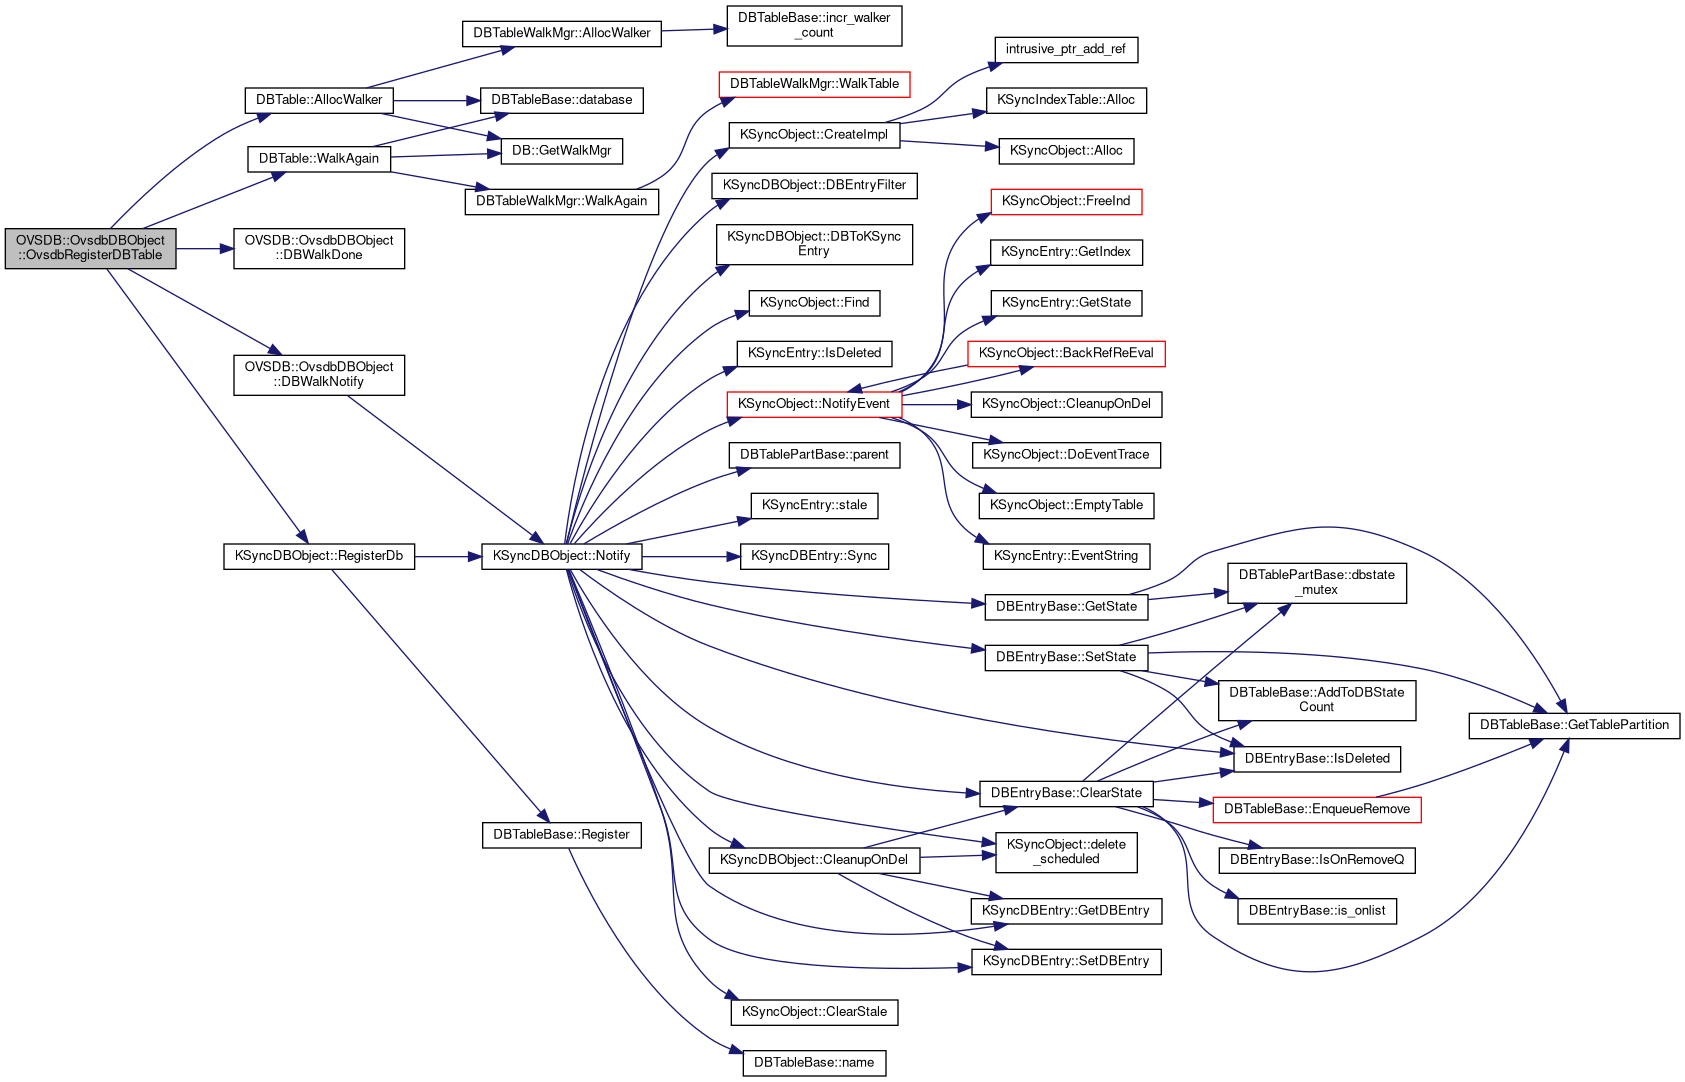 DBTableBase::incr_walker
_count
DBTableWalkMgr::AllocWalker
intrusive_ptr_add_ref
DBTableWalkMgr::WalkTable
DBTable::AllocWalker
DBTableBase::database
KSyncIndexTable::Alloc
KSyncObject::CreateImpl
DB::GetWalkMgr
KSyncObject::Alloc
DBTable::WalkAgain
KSyncDBObject::DBEntryFilter
DBTableWalkMgr::WalkAgain
KSyncObject::FreeInd
OVSDB::OvsdbDBObject
::OvsdbRegisterDBTable
OVSDB::OvsdbDBObject
::DBWalkDone
KSyncDBObject::DBToKSync
Entry
KSyncEntry::GetIndex
KSyncObject::Find
KSyncEntry::GetState
KSyncEntry::IsDeleted
KSyncObject::BackRefReEval
OVSDB::OvsdbDBObject
::DBWalkNotify
KSyncObject::NotifyEvent
KSyncObject::CleanupOnDel
DBTablePartBase::parent
KSyncObject::DoEventTrace
KSyncEntry::stale
KSyncObject::EmptyTable
KSyncDBObject::RegisterDb
KSyncDBObject::Notify
KSyncDBEntry::Sync
KSyncEntry::EventString
DBTablePartBase::dbstate
_mutex
DBEntryBase::GetState
DBEntryBase::SetState
DBTableBase::AddToDBState
Count
DBTableBase::GetTablePartition
DBEntryBase::IsDeleted
DBEntryBase::ClearState
DBTableBase::EnqueueRemove
DBTableBase::Register
KSyncObject::delete
_scheduled
KSyncDBObject::CleanupOnDel
DBEntryBase::IsOnRemoveQ
KSyncDBEntry::GetDBEntry
DBEntryBase::is_onlist
KSyncDBEntry::SetDBEntry
KSyncObject::ClearStale
DBTableBase::name